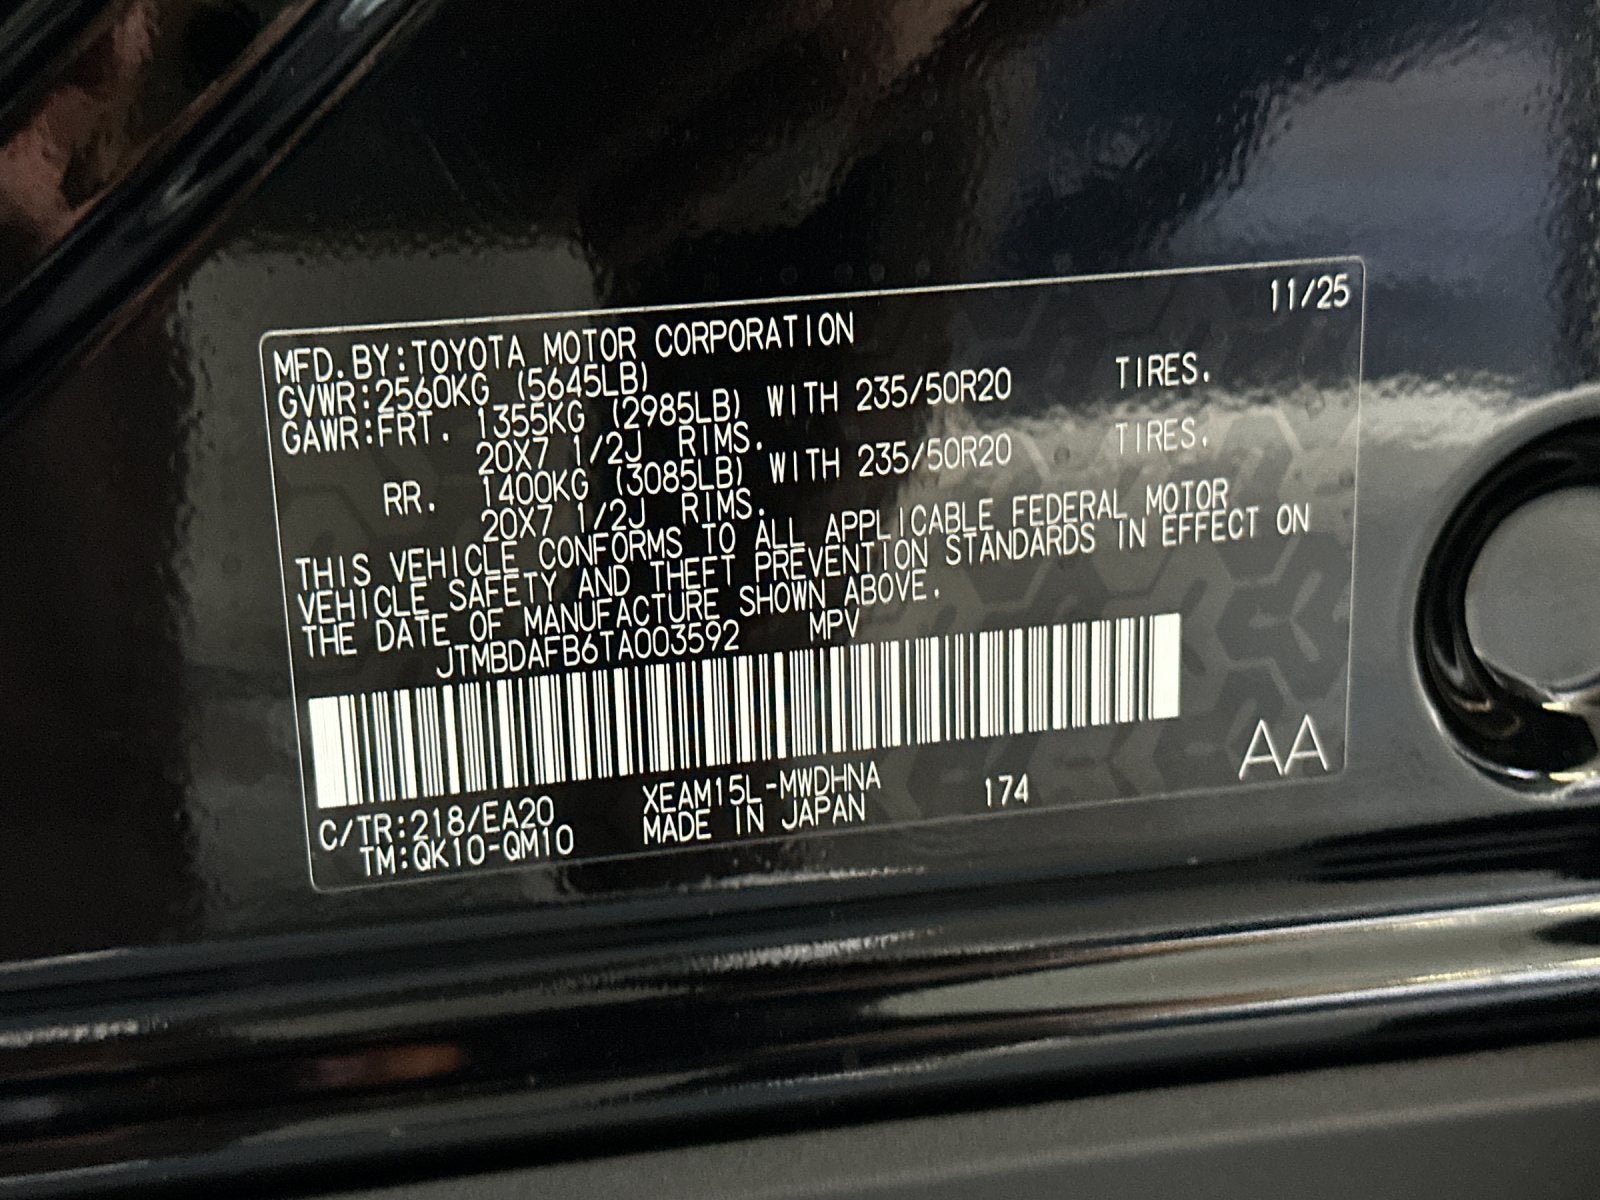 11/25
MFD.BY:TOYOTA MOTOR CORPORATION
GVWR:2560KG (5645LB)
GAWR:FRT. 1355KG (2985LB) WITH 235/50R20 TIRES.
20X7 1/2J RIMS.
RR. 1400KG (3085LB) WITH 235/50R20 TIRES.
20X7 1/2J RIMS.
THIS VEHICLE CONFORMS TO ALL APPLICABLE FEDERAL MOTOR
VEHICLE SAFETY AND THEFT PREVENTION STANDARDS IN EFFECT ON
THE DATE OF MANUFACTURE SHOWN ABOVE.
JTMBDAFB6TA003592 MPV
C/TR:218/EA20 XEAM15L-MWDHNA 174 AA
TM:QK10-QM10 MADE IN JAPAN